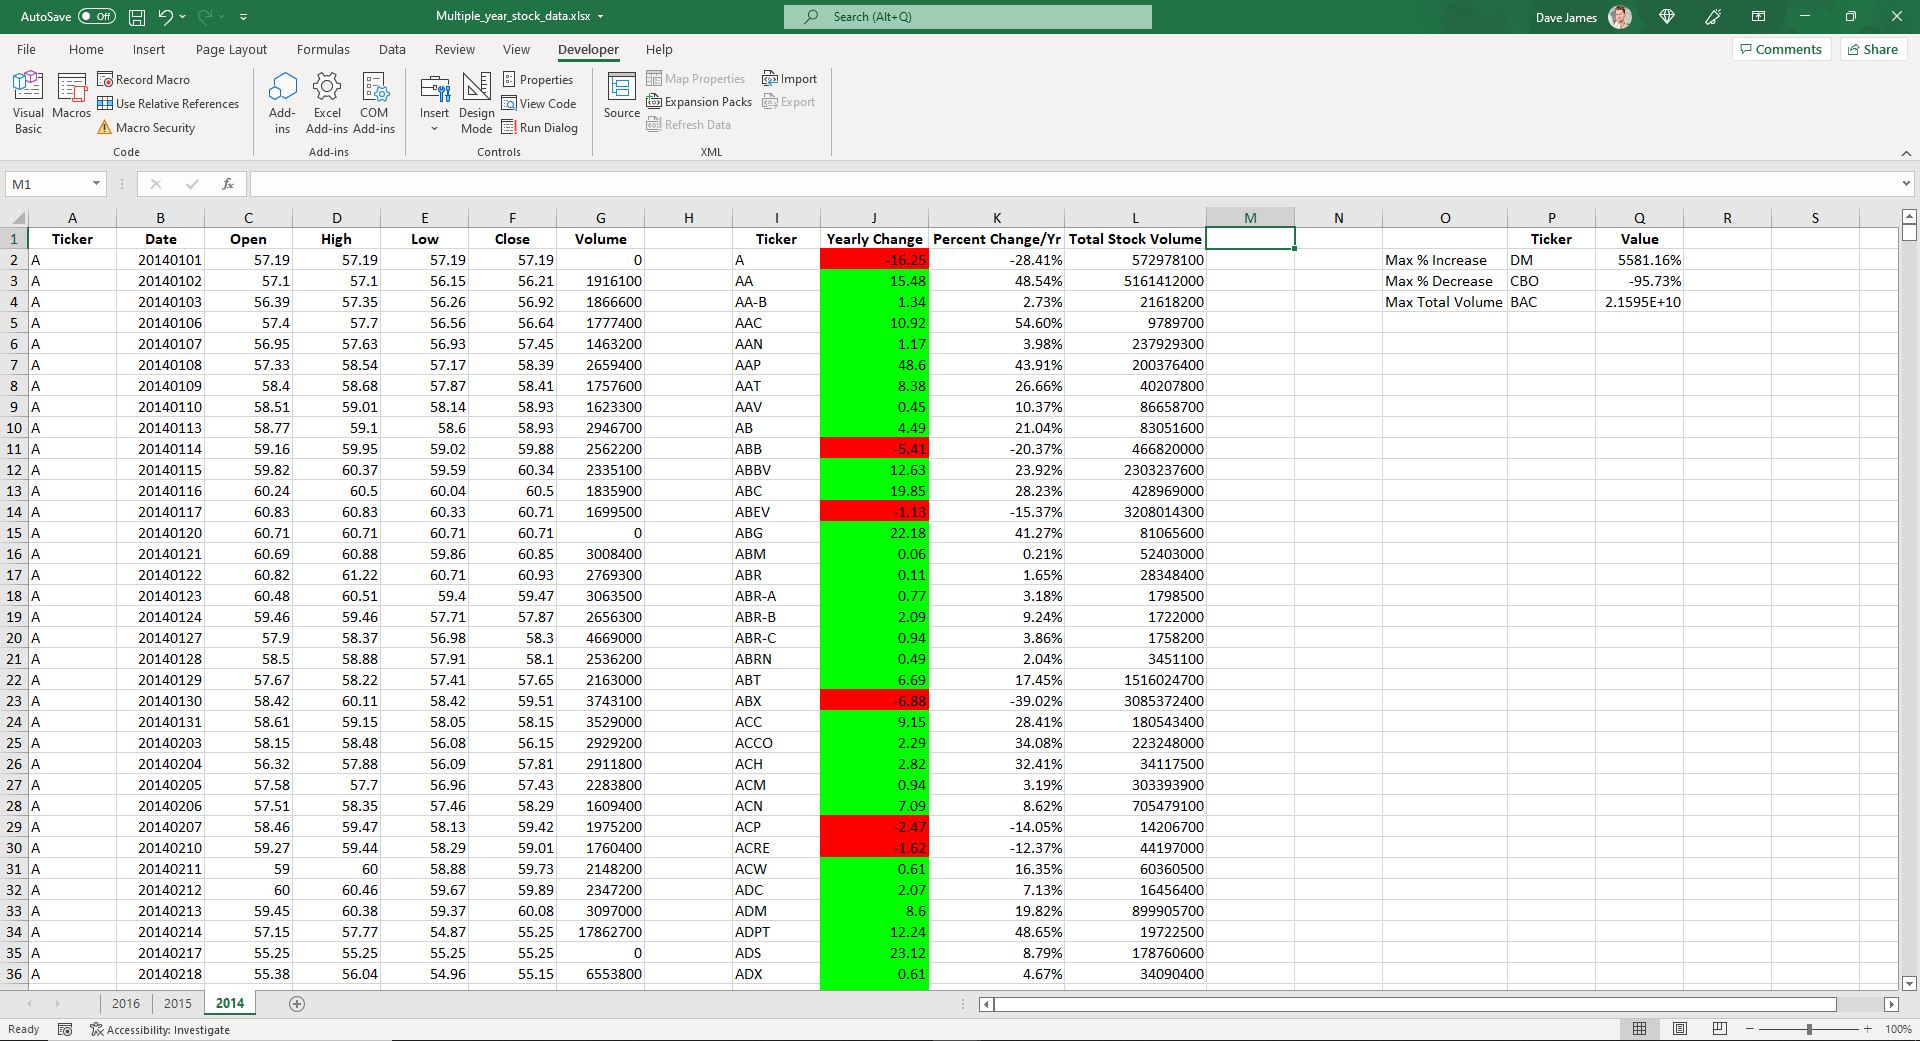 AutoSave Off Multiple_year_stock_data.xlsx Search (Alt+Q) Dave James
File Home Insert Page Layout Formulas Data Review View Developer Help Comments Share
Visual Basic Macros Record Macro Use Relative References Macro Security Code
Add-ins Excel Add-ins COM Add-ins Add-ins
Insert Design Mode Properties View Code Run Dialog Controls
Source Map Properties Expansion Packs Refresh Data Import Export XML
M1 fx
A B C D E F G H I J K L M N O P Q R S
1 Ticker Date Open High Low Close Volume Ticker Yearly Change Percent Change/Yr Total Stock Volume Ticker Value
2 A 20140101 57.19 57.19 57.19 57.19 0 A -16.25 -28.41% 572978100 Max % Increase DM 5581.16%
3 A 20140102 57.1 57.1 56.15 56.21 1916100 AA 15.48 48.54% 5161412000 Max % Decrease CBO -95.73%
4 A 20140103 56.39 57.35 56.26 56.92 1866600 AA-B 1.34 2.73% 21618200 Max Total Volume BAC 2.1595E+10
5 A 20140106 57.4 57.7 56.56 56.64 1777400 AAC 10.92 54.60% 9789700
6 A 20140107 56.95 57.63 56.93 57.45 1463200 AAN 1.17 3.98% 237929300
7 A 20140108 57.33 58.54 57.17 58.39 2659400 AAP 48.6 43.91% 200376400
8 A 20140109 58.4 58.68 57.87 58.41 1757600 AAT 8.38 26.66% 40207800
9 A 20140110 58.51 59.01 58.14 58.93 1623300 AAV 0.45 10.37% 86658700
10 A 20140113 58.77 59.1 58.6 58.93 2946700 AB 4.49 21.04% 83051600
11 A 20140114 59.16 59.95 59.02 59.88 2562200 ABB -5.41 -20.37% 466820000
12 A 20140115 59.82 60.37 59.59 60.34 2335100 ABBV 12.63 23.92% 2303237600
13 A 20140116 60.24 60.5 60.04 60.5 1835900 ABC 19.85 28.23% 428969000
14 A 20140117 60.83 60.83 60.33 60.71 1699500 ABEV -1.13 -15.37% 3208014300
15 A 20140120 60.71 60.71 60.71 60.71 0 ABG 22.18 41.27% 81065600
16 A 20140121 60.69 60.88 59.86 60.85 3008400 ABM 0.06 0.21% 52403000
17 A 20140122 60.82 61.22 60.71 60.93 2769300 ABR 0.11 1.65% 28348400
18 A 20140123 60.48 60.51 59.4 59.47 3063500 ABR-A 0.77 3.18% 1798500
19 A 20140124 59.46 59.46 57.71 57.87 2656300 ABR-B 2.09 9.24% 1722000
20 A 20140127 57.9 58.37 56.98 58.3 4669000 ABR-C 0.94 3.86% 1758200
21 A 20140128 58.5 58.88 57.91 58.1 2536200 ABRN 0.49 2.04% 3451100
22 A 20140129 57.67 58.22 57.41 57.65 2163000 ABT 6.69 17.45% 1516024700
23 A 20140130 58.42 60.11 58.42 59.51 3743100 ABX -6.88 -39.02% 3085372400
24 A 20140131 58.61 59.15 58.05 58.15 3529000 ACC 9.15 28.41% 180543400
25 A 20140203 58.15 58.48 56.08 56.15 2929200 ACCO 2.29 34.08% 223248000
26 A 20140204 56.32 57.88 56.09 57.81 2911800 ACH 2.82 32.41% 34117500
27 A 20140205 57.58 57.7 56.96 57.43 2283800 ACM 0.94 3.19% 303393900
28 A 20140206 57.51 58.35 57.46 58.29 1609400 ACN 7.09 8.62% 705479100
29 A 20140207 58.46 59.47 58.13 59.42 1975200 ACP -2.47 -14.05% 14206700
30 A 20140210 59.27 59.44 58.29 59.01 1760400 ACRE -1.62 -12.37% 44197000
31 A 20140211 59 60 58.88 59.73 2148200 ACW 0.61 16.35% 60360500
32 A 20140212 60 60.46 59.67 59.89 2347200 ADC 2.07 7.13% 16456400
33 A 20140213 59.45 60.38 59.37 60.08 3097000 ADM 8.6 19.82% 899905700
34 A 20140214 57.15 57.77 54.87 55.25 17862700 ADPT 12.24 48.65% 19722500
35 A 20140217 55.25 55.25 55.25 55.25 0 ADS 23.12 8.79% 178760600
36 A 20140218 55.38 56.04 54.96 55.15 6553800 ADX 0.61 4.67% 34090400
2016 2015 2014
Ready Accessibility: Investigate 100%